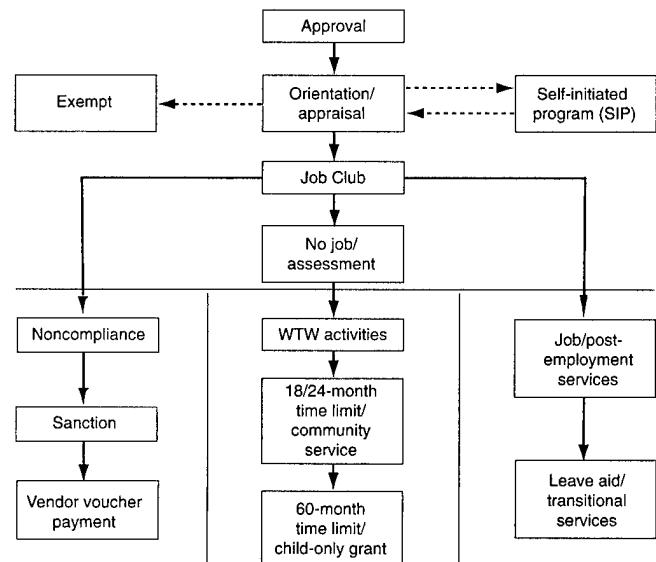 Approval
Exempt
Orientation/
appraisal
Self-initiated
program (SIP)
Job Club
No job/
assessment
Noncompliance
WTW activities
Job/post-
employment
services
Sanction
18/24-month
time limit/
community
service
Vendor voucher
payment
60-month
time limit/
child-only grant
Leave aid/
transitional
services